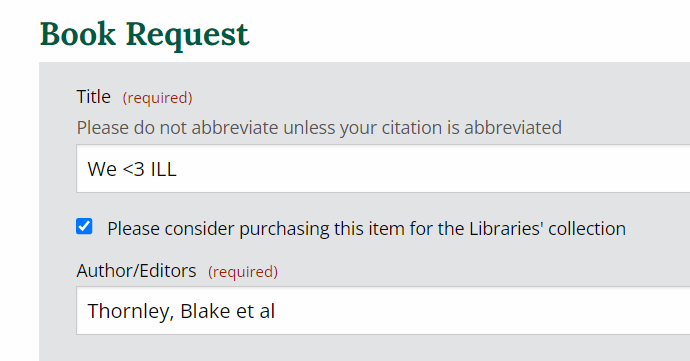 Book Request
Title (required)
Please do not abbreviate unless your citation is abbreviated
We <3 ILL
Please consider purchasing this item for the Libraries' collection
Author/Editors (required)
Thornley, Blake et al